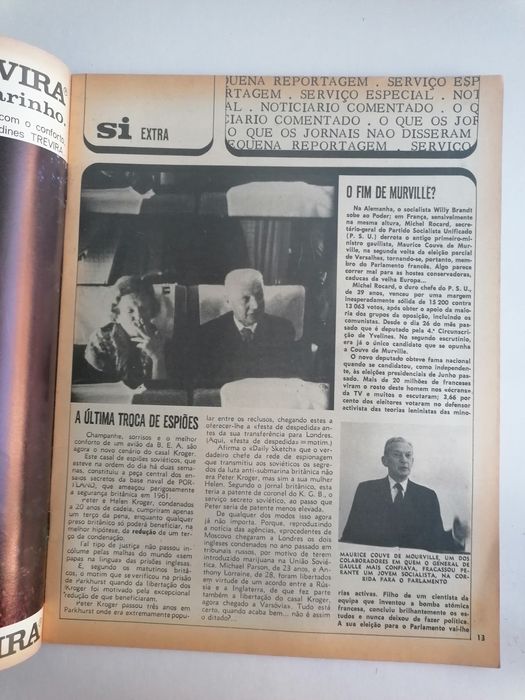 VIRA®
arinho.
com o conforto
dines TREVIRA
IRA®
si EXTRA
QUENA REPORTAGEM . SERVIÇO ESP
RTAGEM . SERVIÇO ESPECIAL . NOT
AL . NOTICIARIO COMENTADO . O Q
CIARIO COMENTADO . O QUE OS JOR
O QUE OS JORNAIS NAO DISSERAM
EQUENA REPORTAGEM . SERVICO
O FIM DE MURVILLE?
Na Alemanha, o socialista Willy Brandt
sobe ao Poder; em França, sensivelmente
na mesma altura, Michel Rocard, secre-
tário-geral do Partido Socialista Unificado
(P. S. U.) derrota o antigo primeiro-mi-
nistro gaullista, Maurice Couve de Mur-
ville, na segunda volta da eleição parcial
de Versalhes, tornando-se, portanto, mem-
bro do Parlamento francês. Algo parece
correr mal para as hostes conservadoras,
caducas da velha Europa...
Michel Rocard, o duro chefe do P. S. U.,
de 39 anos, venceu por uma margem
inesperadamente sólida de 15 200 contra
13 063 votos, após obter o apoio da maio-
ria dos grupos da oposição, incluindo os
comunistas. Desde o dia 26 do mês pas-
sado que é deputado pela 4.ª Circunscri-
ção de Yvelines. No segundo escrutínio,
era já o único candidato que se opunha
a Couve de Murville.
O novo deputado obteve fama nacional
quando se candidatou, como independen-
te, às eleições presidenciais de Junho pas-
sado. Mais de 20 milhões de franceses
viram o rosto deste homem nos «écrans»
da TV e muitos o escutaram; 3,66 por
cento dos eleitores votaram no defensor
activista das teorias leninistas das mino-
A ÚLTIMA TROCA DE ESPIÕES
Champanhe, sorrisos e o melhor
conforto de um avião da B. E. A. são
agora o novo cenário do casal Kroger.
Este casal de espiões soviéticos, que
esteve na ordem do dia há duas sema-
nas, constituiu a peça central dos en-
saios secretos da base naval de POR-
TLAND, que ameaçou perigosamente
a segurança britânica em 1961.
Peter e Helen Kroger, condenados
a 20 anos de cadeia, cumpriram apenas
um terço da pena, enquanto qualquer
preso britânico só poderá beneficiar, na
melhor hipótese, da redução de um ter-
ço da condenação.
Tal tipo de justiça não passou in-
cólume pelas malhas do mundo «sem
papas na língua» das prisões inglesas.
E, segundo os matutinos britâ-
nicos, o motim que se verificou na prisão
de Parkhurst quando da libertação dos
Kroger foi motivado pela excepcional
redução de que beneficiaram.
Peter Kroger passou três anos em
Parkhurst onde era extremamente popu-
lar entre os reclusos, chegando estes a
oferecer-lhe a «festa de despedida» an-
tes da sua transferência para Londres.
(Aqui, «festa de despedida» = motim.)
Afirma o «Daily Sketch» que o ver-
dadeiro chefe da rede de espionagem
que transmitiu aos soviéticos os segre-
dos da luta anti-submarina britânica não
era Peter Kroger, mas sim a sua mulher
Helen. Segundo o jornal britânico, esta
teria a patente de coronel do K. G. B., o
serviço secreto soviético, ao passo que
Peter seria de patente menos elevada.
De qualquer dos modos isso agora
já não importa. Porque, reproduzindo
a notícia das agências, «procedentes de
Moscovo chegaram a Londres os dois
ingleses condenados no ano passado em
tribunais russos, por motivo de terem
introduzido marijuana na União Sovié-
tica. Michael Parson, de 23 anos, e An-
thony Lorraine, de 28, foram libertados
em virtude de um acordo entre a Rús-
sia e a Inglaterra, de que fez parte
também a libertação do casal Kroger,
agora chegado a Varsóvia». Tudo está
certo, quando acaba bem... não é assim
o ditado?...
MAURICE COUVE DE MOURVILLE, UM DOS
COLABORADORES EM QUEM O GENERAL DE
GAULLE MAIS CONFIAVA, FRACASSOU PE-
RANTE UM JOVEM SOCIALISTA, NA COR-
RIDA PARA O PARLAMENTO
rias activas. Filho de um cientista da
equipa que inventou a bomba atómica
francesa, concluiu brilhantemente os es-
tudos e nunca deixou de fazer política.
A sua eleição para o Parlamento vai-lhe
13